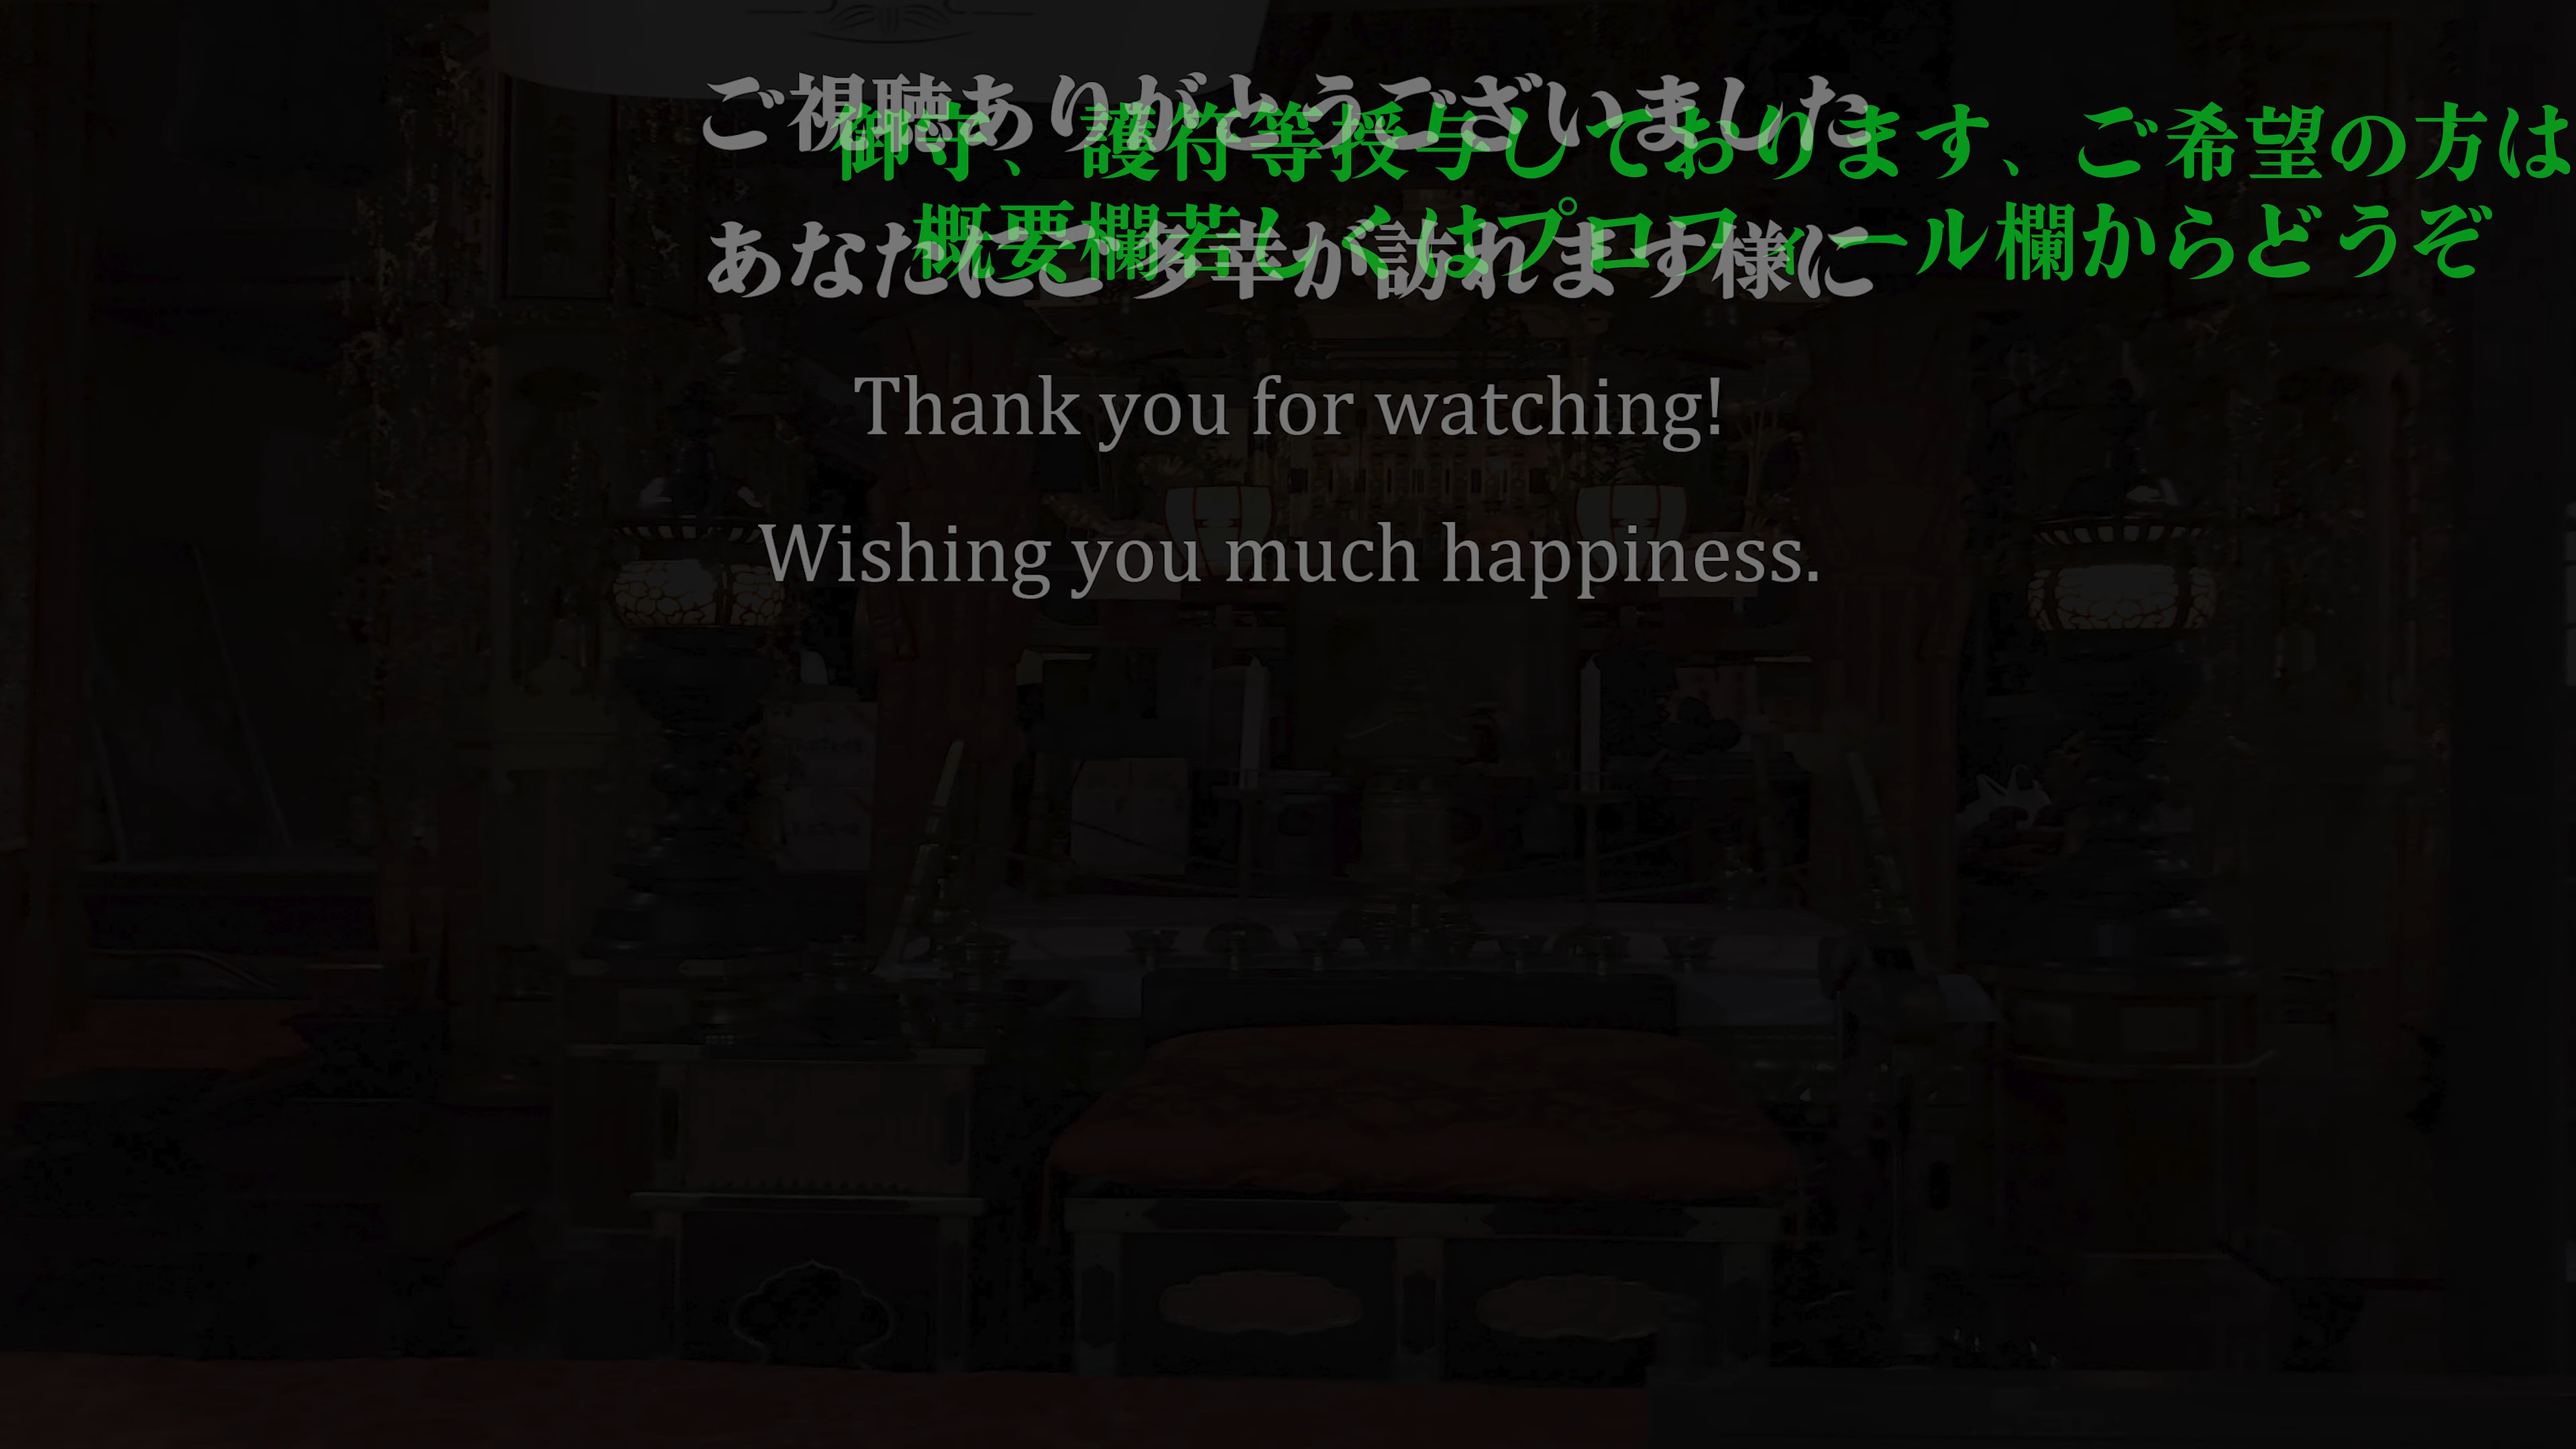 ご視聴ありがとうございました
御守、護符等授与しております、ご希望の方は
概要欄若しくはプロフィール欄からどうぞ
あなたにご多幸が訪れます様に
Thank you for watching!
Wishing you much happiness.